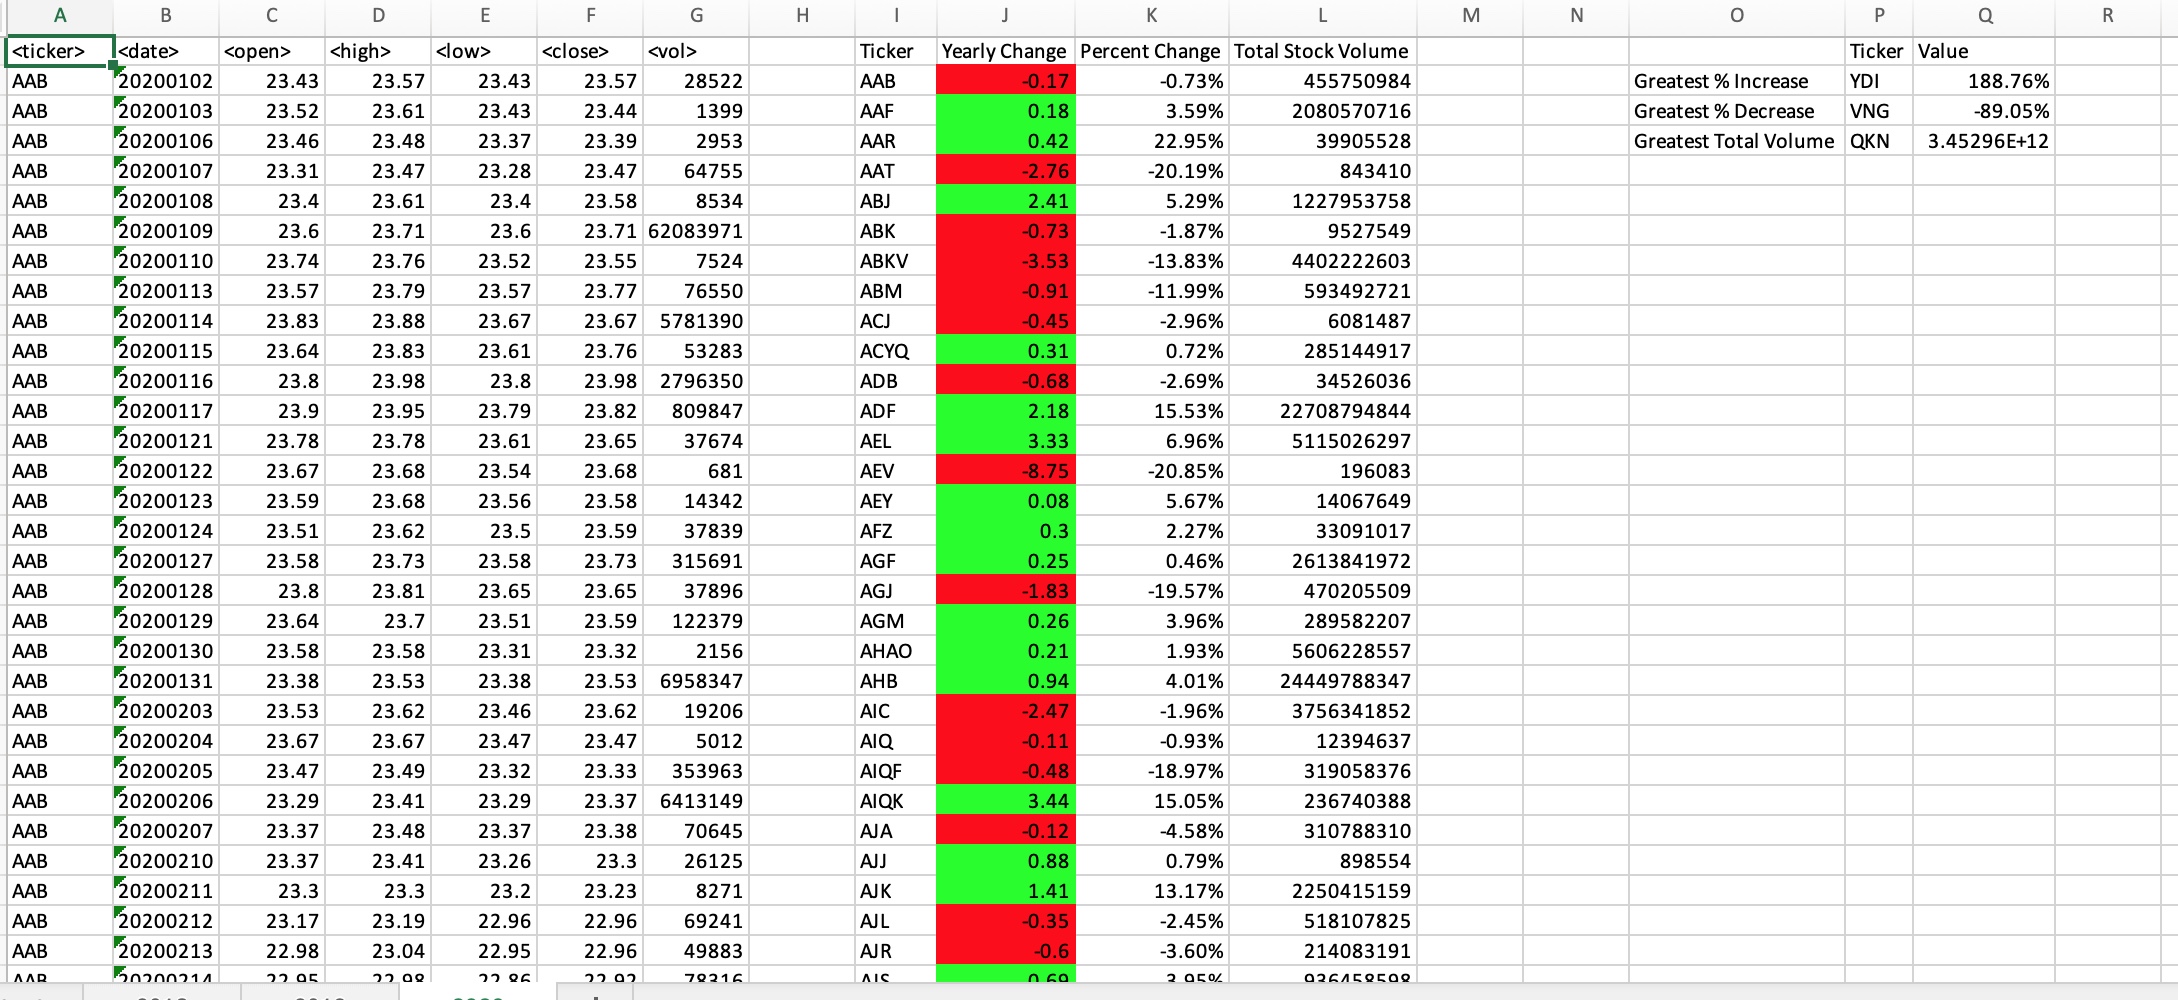 A B C D E F G H I J K L M N O P Q R
<ticker> <date> <open> <high> <low> <close> <vol> Ticker Yearly Change Percent Change Total Stock Volume Ticker Value
AAB 20200102 23.43 23.57 23.43 23.57 28522 AAB -0.17 -0.73% 455750984 Greatest % Increase YDI 188.76%
AAB 20200103 23.52 23.61 23.43 23.44 1399 AAF 0.18 3.59% 2080570716 Greatest % Decrease VNG -89.05%
AAB 20200106 23.46 23.48 23.37 23.39 2953 AAR 0.42 22.95% 39905528 Greatest Total Volume QKN 3.45296E+12
AAB 20200107 23.31 23.47 23.28 23.47 64755 AAT -2.76 -20.19% 843410
AAB 20200108 23.4 23.61 23.4 23.58 8534 ABJ 2.41 5.29% 1227953758
AAB 20200109 23.6 23.71 23.6 23.71 62083971 ABK -0.73 -1.87% 9527549
AAB 20200110 23.74 23.76 23.52 23.55 7524 ABKV -3.53 -13.83% 4402222603
AAB 20200113 23.57 23.79 23.57 23.77 76550 ABM -0.91 -11.99% 593492721
AAB 20200114 23.83 23.88 23.67 23.67 5781390 ACJ -0.45 -2.96% 6081487
AAB 20200115 23.64 23.83 23.61 23.76 53283 ACYQ 0.31 0.72% 285144917
AAB 20200116 23.8 23.98 23.8 23.98 2796350 ADB -0.68 -2.69% 34526036
AAB 20200117 23.9 23.95 23.79 23.82 809847 ADF 2.18 15.53% 22708794844
AAB 20200121 23.78 23.78 23.61 23.65 37674 AEL 3.33 6.96% 5115026297
AAB 20200122 23.67 23.68 23.54 23.68 681 AEV -8.75 -20.85% 196083
AAB 20200123 23.59 23.68 23.56 23.58 14342 AEY 0.08 5.67% 14067649
AAB 20200124 23.51 23.62 23.5 23.59 37839 AFZ 0.3 2.27% 33091017
AAB 20200127 23.58 23.73 23.58 23.73 315691 AGF 0.25 0.46% 2613841972
AAB 20200128 23.8 23.81 23.65 23.65 37896 AGJ -1.83 -19.57% 470205509
AAB 20200129 23.64 23.7 23.51 23.59 122379 AGM 0.26 3.96% 289582207
AAB 20200130 23.58 23.58 23.31 23.32 2156 AHAO 0.21 1.93% 5606228557
AAB 20200131 23.38 23.53 23.38 23.53 6958347 AHB 0.94 4.01% 24449788347
AAB 20200203 23.53 23.62 23.46 23.62 19206 AIC -2.47 -1.96% 3756341852
AAB 20200204 23.67 23.67 23.47 23.47 5012 AIQ -0.11 -0.93% 12394637
AAB 20200205 23.47 23.49 23.32 23.33 353963 AIQF -0.48 -18.97% 319058376
AAB 20200206 23.29 23.41 23.29 23.37 6413149 AIQK 3.44 15.05% 236740388
AAB 20200207 23.37 23.48 23.37 23.38 70645 AJA -0.12 -4.58% 310788310
AAB 20200210 23.37 23.41 23.26 23.3 26125 AJJ 0.88 0.79% 898554
AAB 20200211 23.3 23.3 23.2 23.23 8271 AJK 1.41 13.17% 2250415159
AAB 20200212 23.17 23.19 22.96 22.96 69241 AJL -0.35 -2.45% 518107825
AAB 20200213 22.98 23.04 22.95 22.96 49883 AJR -0.6 -3.60% 214083191
AAB 20200214 22.95 22.98 22.86 22.92 78316 AJS 0.69 3.95% 936458598